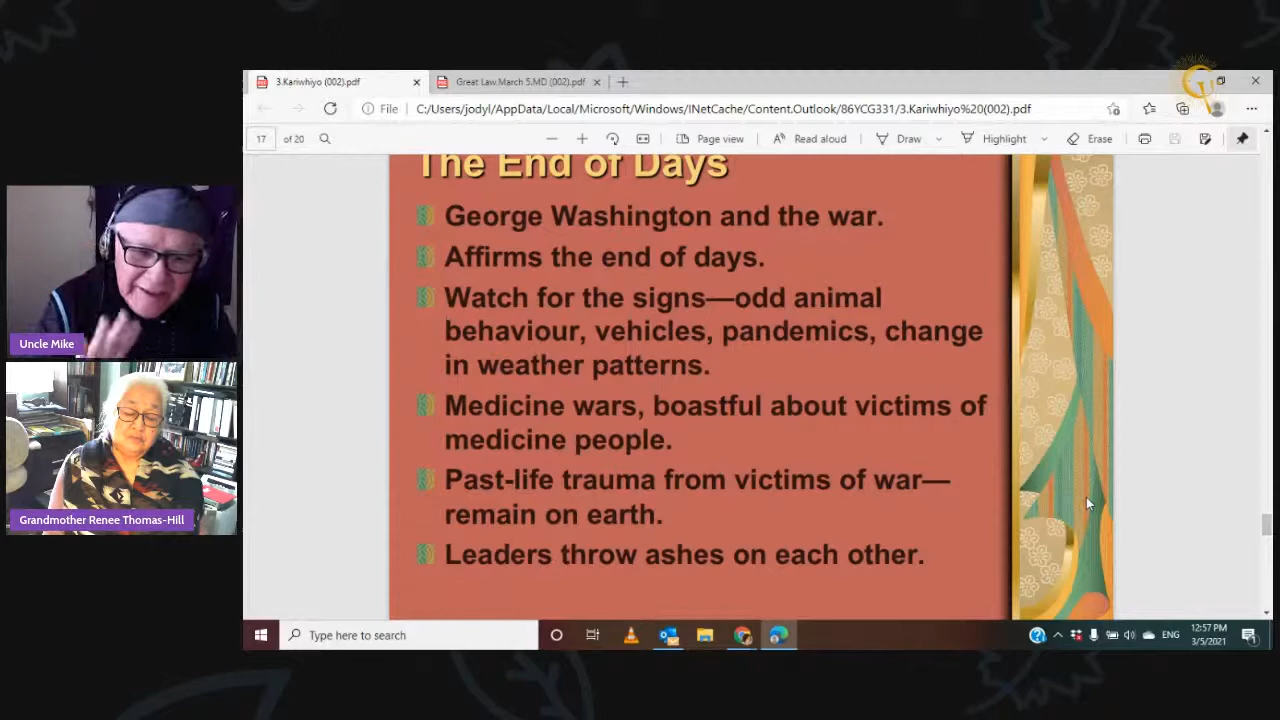 3.Kariwhiyo (002).pdf
Great Law.March 5.MD (002).pdf
File
C:/Users/jodyl/AppData/Local/Microsoft/Windows/INetCache/Content.Outlook/86YCG331/3.Kariwhiyo%20(002).pdf
17 of 20
Page view
Read aloud
Draw
Highlight
Erase
The End of Days
George Washington and the war.
Affirms the end of days.
Watch for the signs—odd animal
behaviour, vehicles, pandemics, change
in weather patterns.
Medicine wars, boastful about victims of
medicine people.
Past-life trauma from victims of war—
remain on earth.
Leaders throw ashes on each other.
Uncle Mike
Grandmother Renee Thomas-Hill
Type here to search
ENG
12:57 PM
3/5/2021